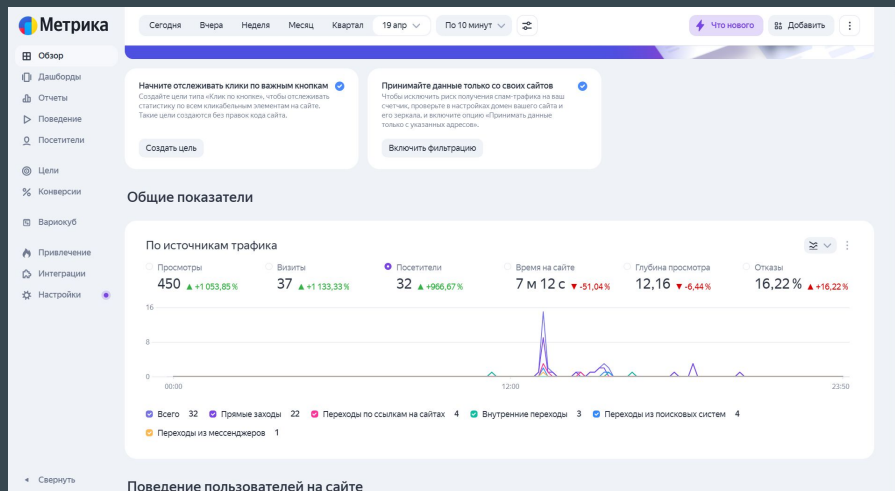 Метрика
Сегодня Вчера Неделя Месяц Квартал 19 апр По 10 минут Что нового Добавить
Обзор
Дашборды
Отчеты
Поведение
Посетители
Цели
Конверсии
Вариокуб
Привлечение
Интеграции
Настройки
Свернуть
Начните отслеживать клики по важным кнопкам
Создайте цели типа «Клик по кнопке», чтобы отслеживать
статистику по всем кликабельным элементам на сайте.
Такие цели создаются без правок кода сайта.
Создать цель
Принимайте данные только со своих сайтов
Чтобы исключить риск получения спам-трафика на ваш
счетчик, проверьте в настройках домен вашего сайта и
его зеркала, и включите опцию «Принимать данные
только с указанных адресов».
Включить фильтрацию
Общие показатели
По источникам трафика
Просмотры Визиты Посетители Время на сайте Глубина просмотра Отказы
450 ▲ +1 053,85 % 37 ▲ +1 133,33 % 32 ▲ +966,67 % 7 м 12 с ▼ -51,04 % 12,16 ▼ -6,44 % 16,22 % ▲ +16,22 %
16
8
0
00:00 12:00 23:50
Всего 32 Прямые заходы 22 Переходы по ссылкам на сайтах 4 Внутренние переходы 3 Переходы из поисковых систем 4
Переходы из мессенджеров 1
Поведение пользователей на сайте